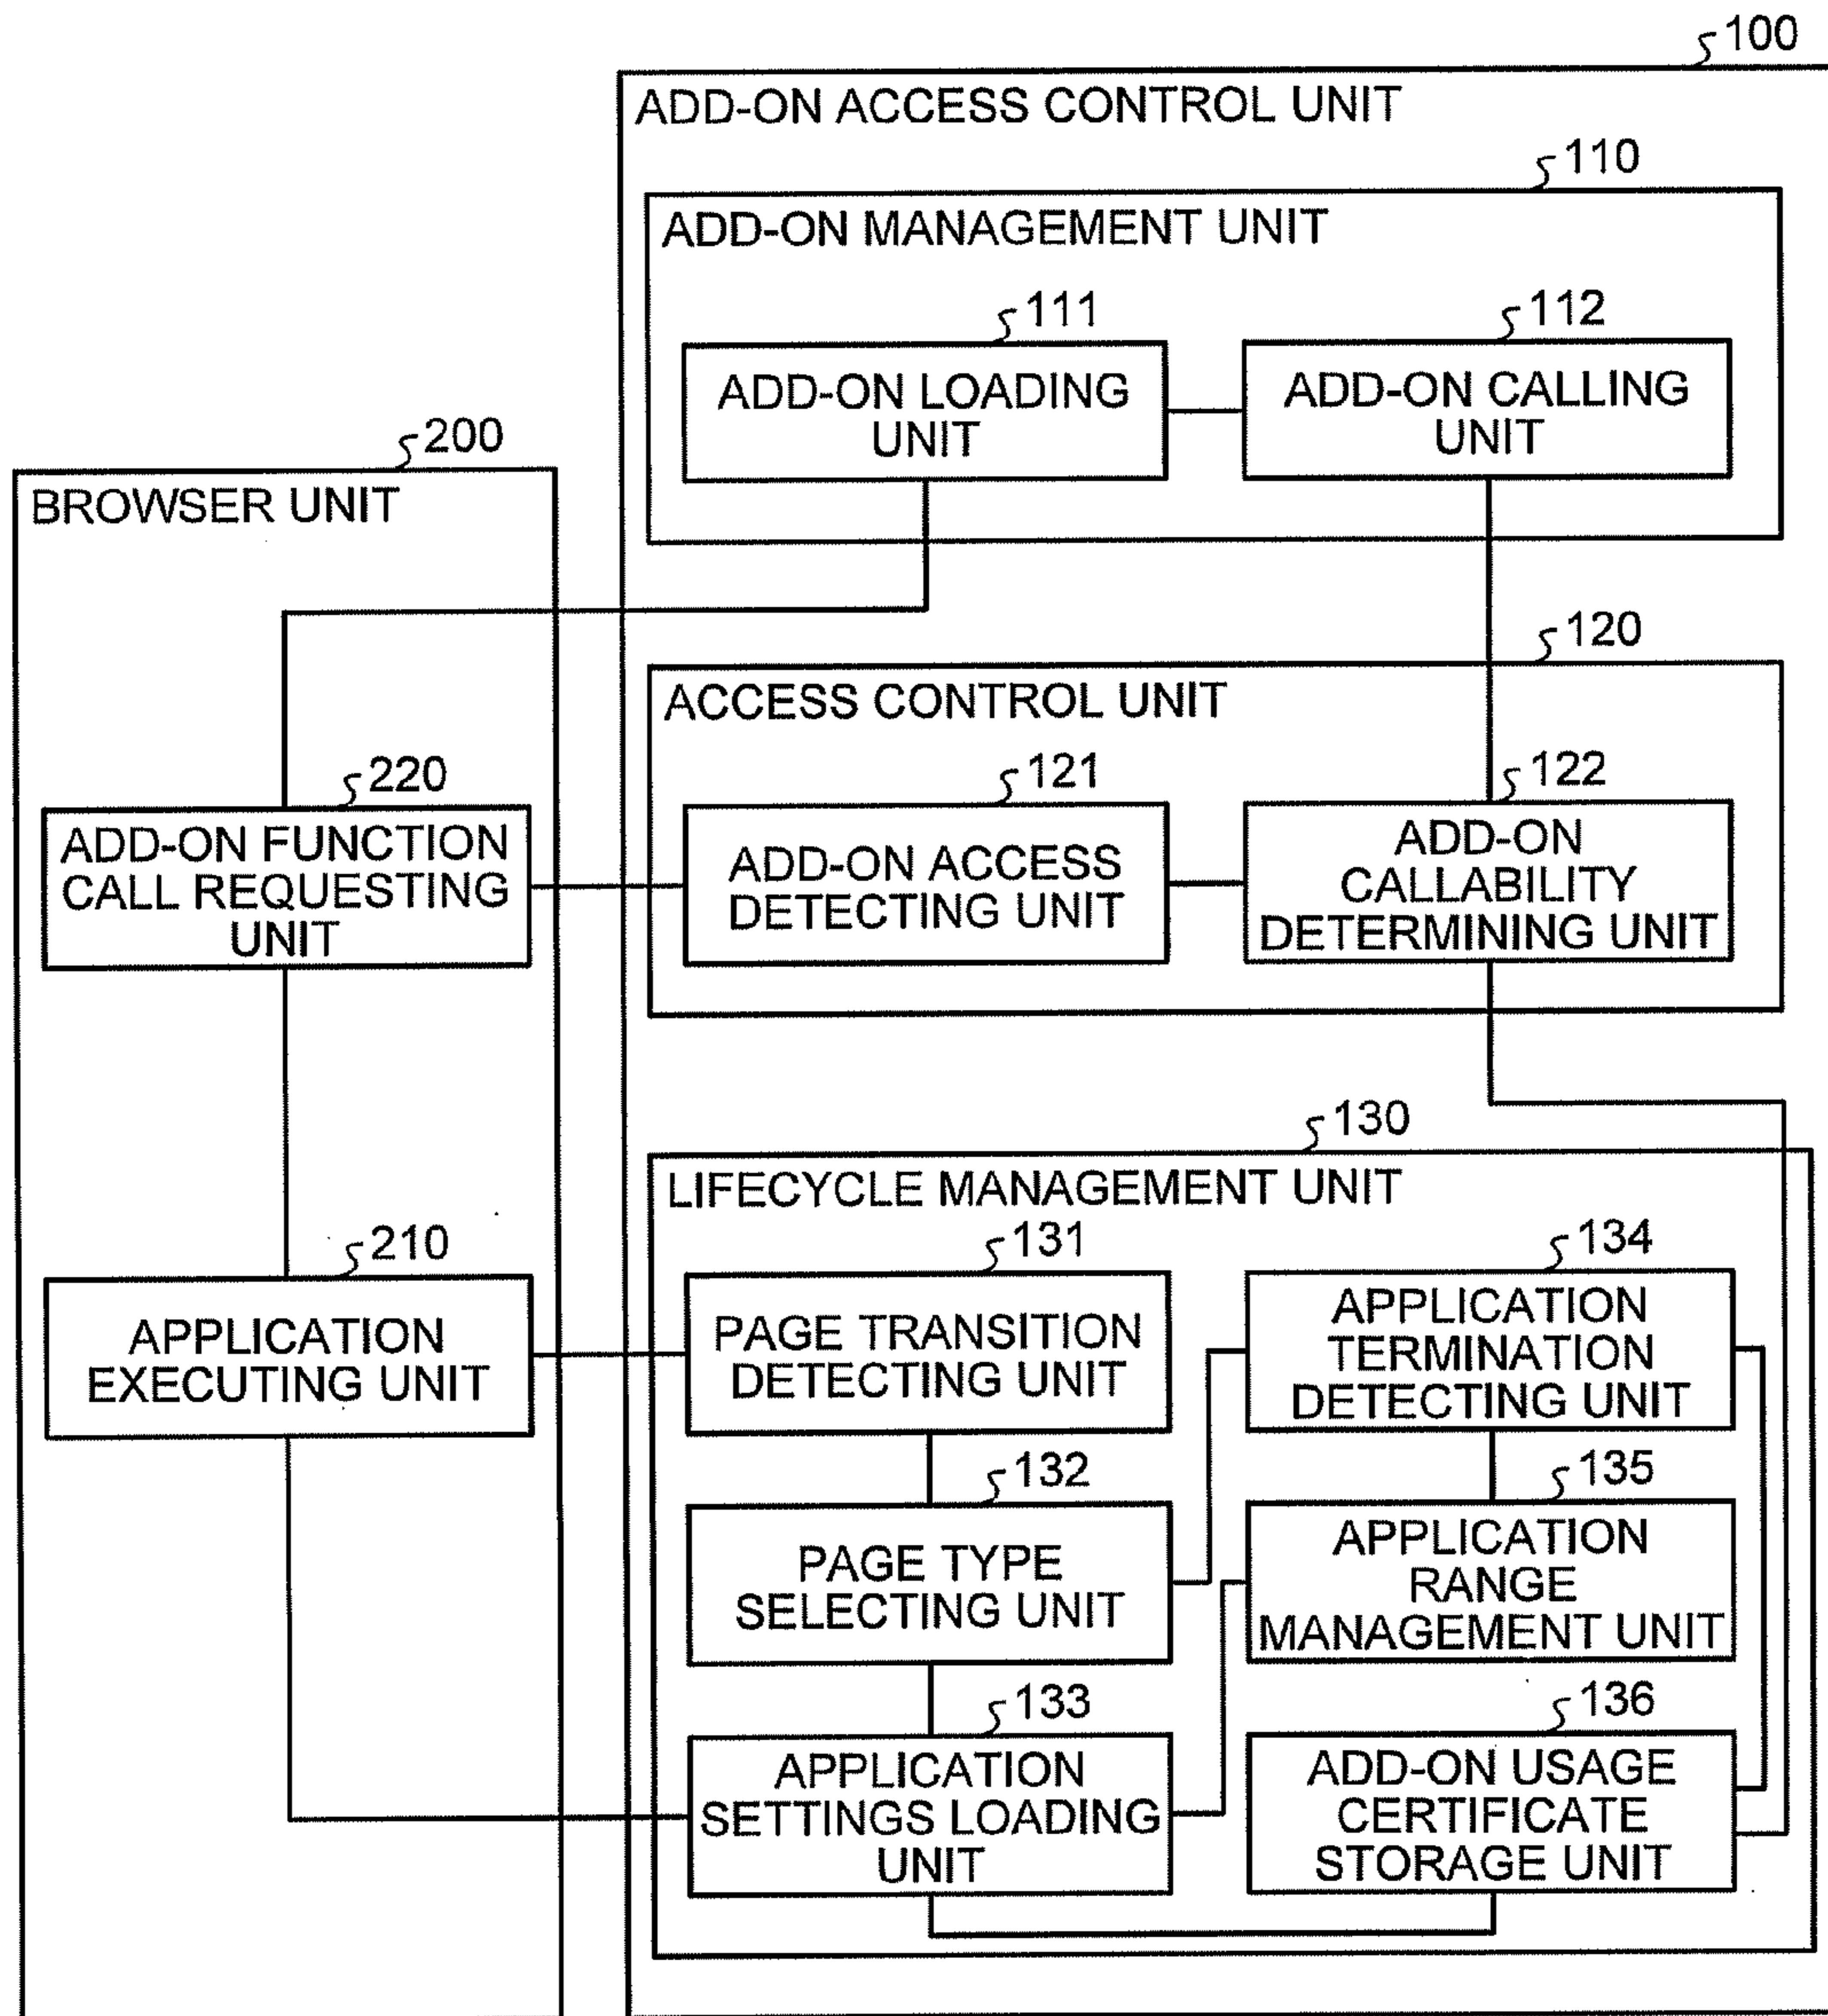 100
ADD-ON ACCESS CONTROL UNIT
110
ADD-ON MANAGEMENT UNIT
111
ADD-ON LOADING
UNIT
112
ADD-ON CALLING
UNIT
200
BROWSER UNIT
120
ACCESS CONTROL UNIT
220
ADD-ON FUNCTION
CALL REQUESTING
UNIT
121
ADD-ON ACCESS
DETECTING UNIT
122
ADD-ON
CALLABILITY
DETERMINING UNIT
130
LIFECYCLE MANAGEMENT UNIT
210
APPLICATION
EXECUTING UNIT
131
PAGE TRANSITION
DETECTING UNIT
134
APPLICATION
TERMINATION
DETECTING UNIT
132
PAGE TYPE
SELECTING UNIT
135
APPLICATION
RANGE
MANAGEMENT UNIT
133
APPLICATION
SETTINGS LOADING
UNIT
136
ADD-ON USAGE
CERTIFICATE
STORAGE UNIT